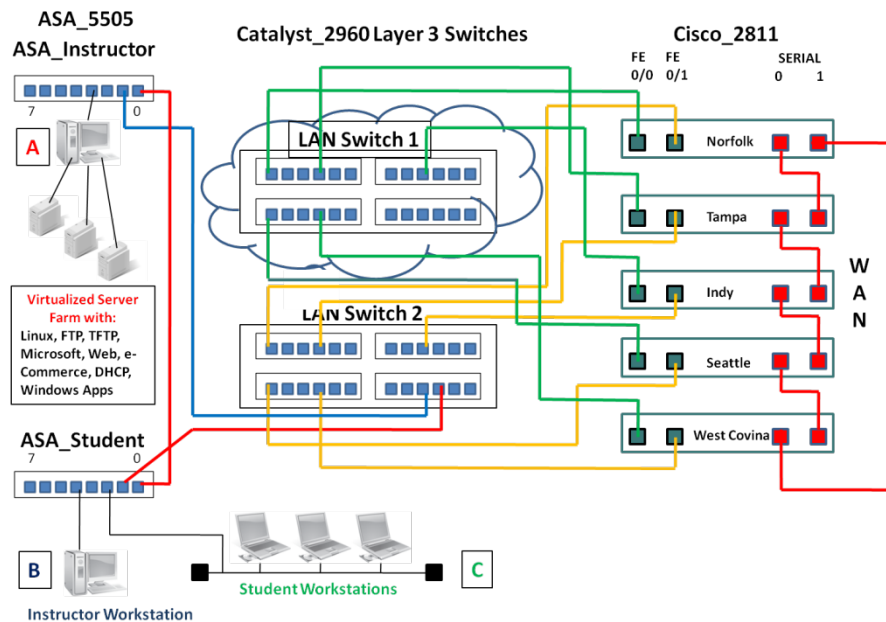 ASA_5505
ASA_Instructor
Catalyst_2960 Layer 3 Switches
Cisco_2811
FE
0/0
FE
0/1
SERIAL
0 1
7 0
A
LAN Switch 1
Norfolk
Tampa
Indy
Seattle
West Covina
WAN
Virtualized Server
Farm with:
Linux, FTP, TFTP,
Microsoft, Web, e-
Commerce, DHCP,
Windows Apps
LAN Switch 2
ASA_Student
7 0
B
C
Student Workstations
Instructor Workstation